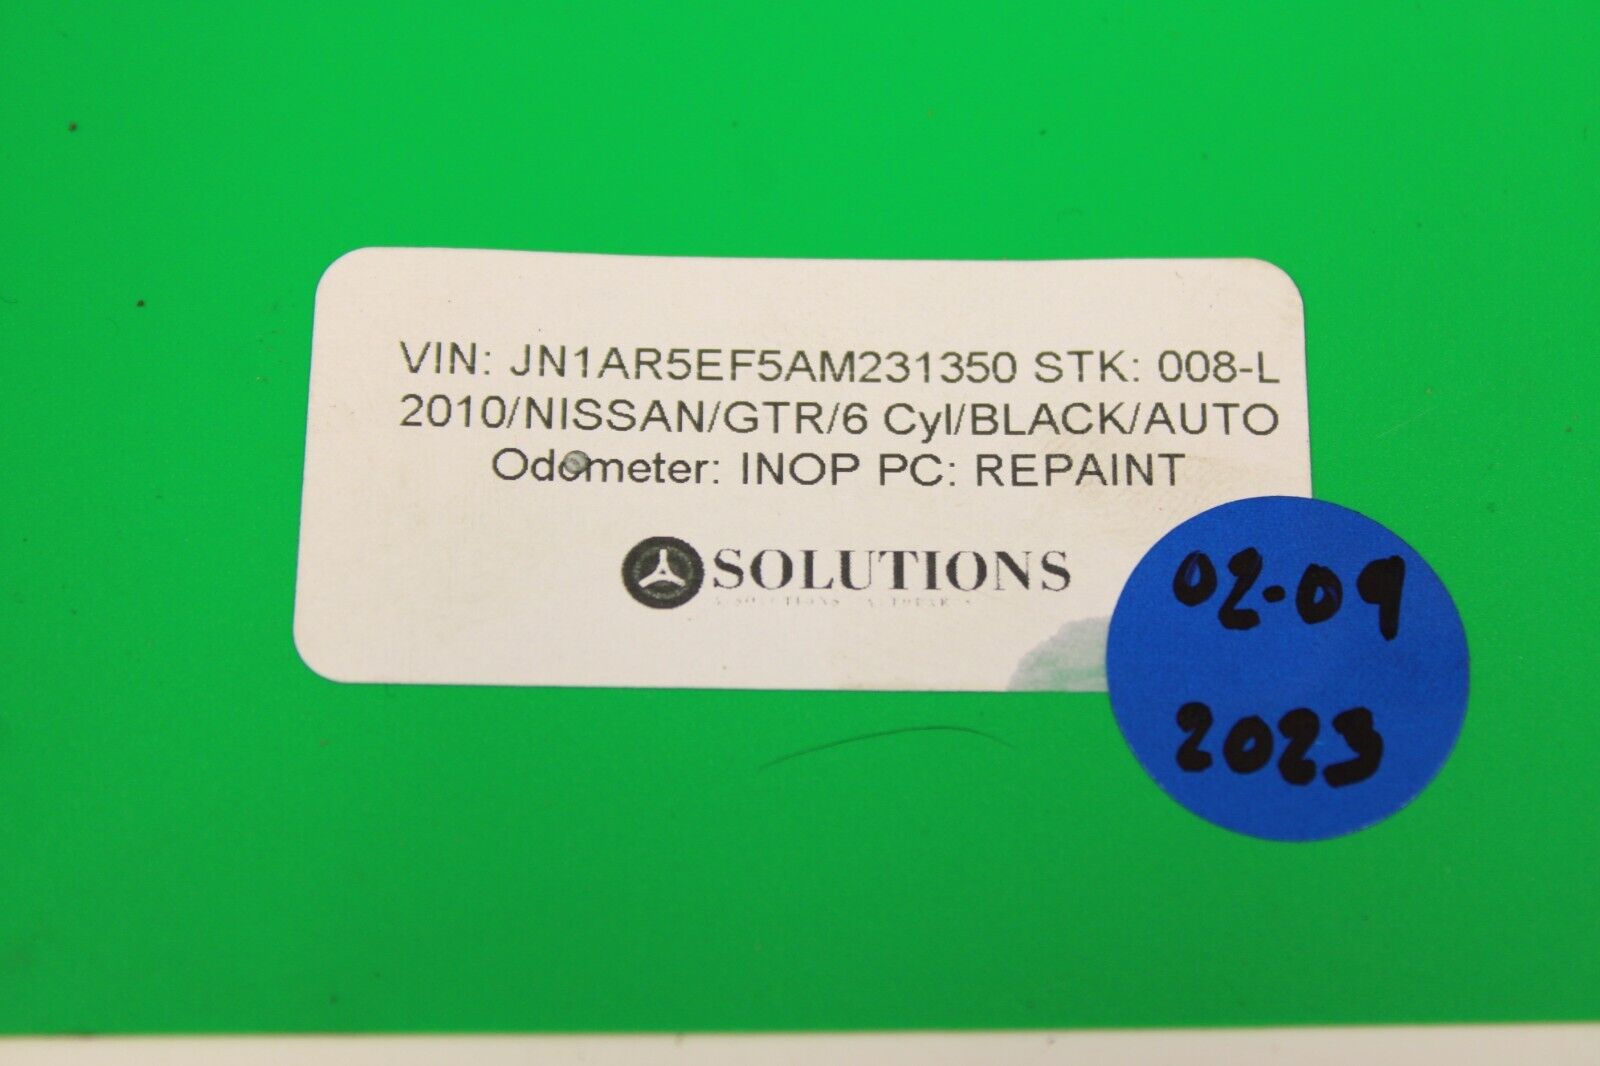 VIN: JN1AR5EF5AM231350 STK: 008-L
2010/NISSAN/GTR/6 Cyl/BLACK/AUTO
Odometer: INOP PC: REPAINT
SOLUTIONS
02-09
2023